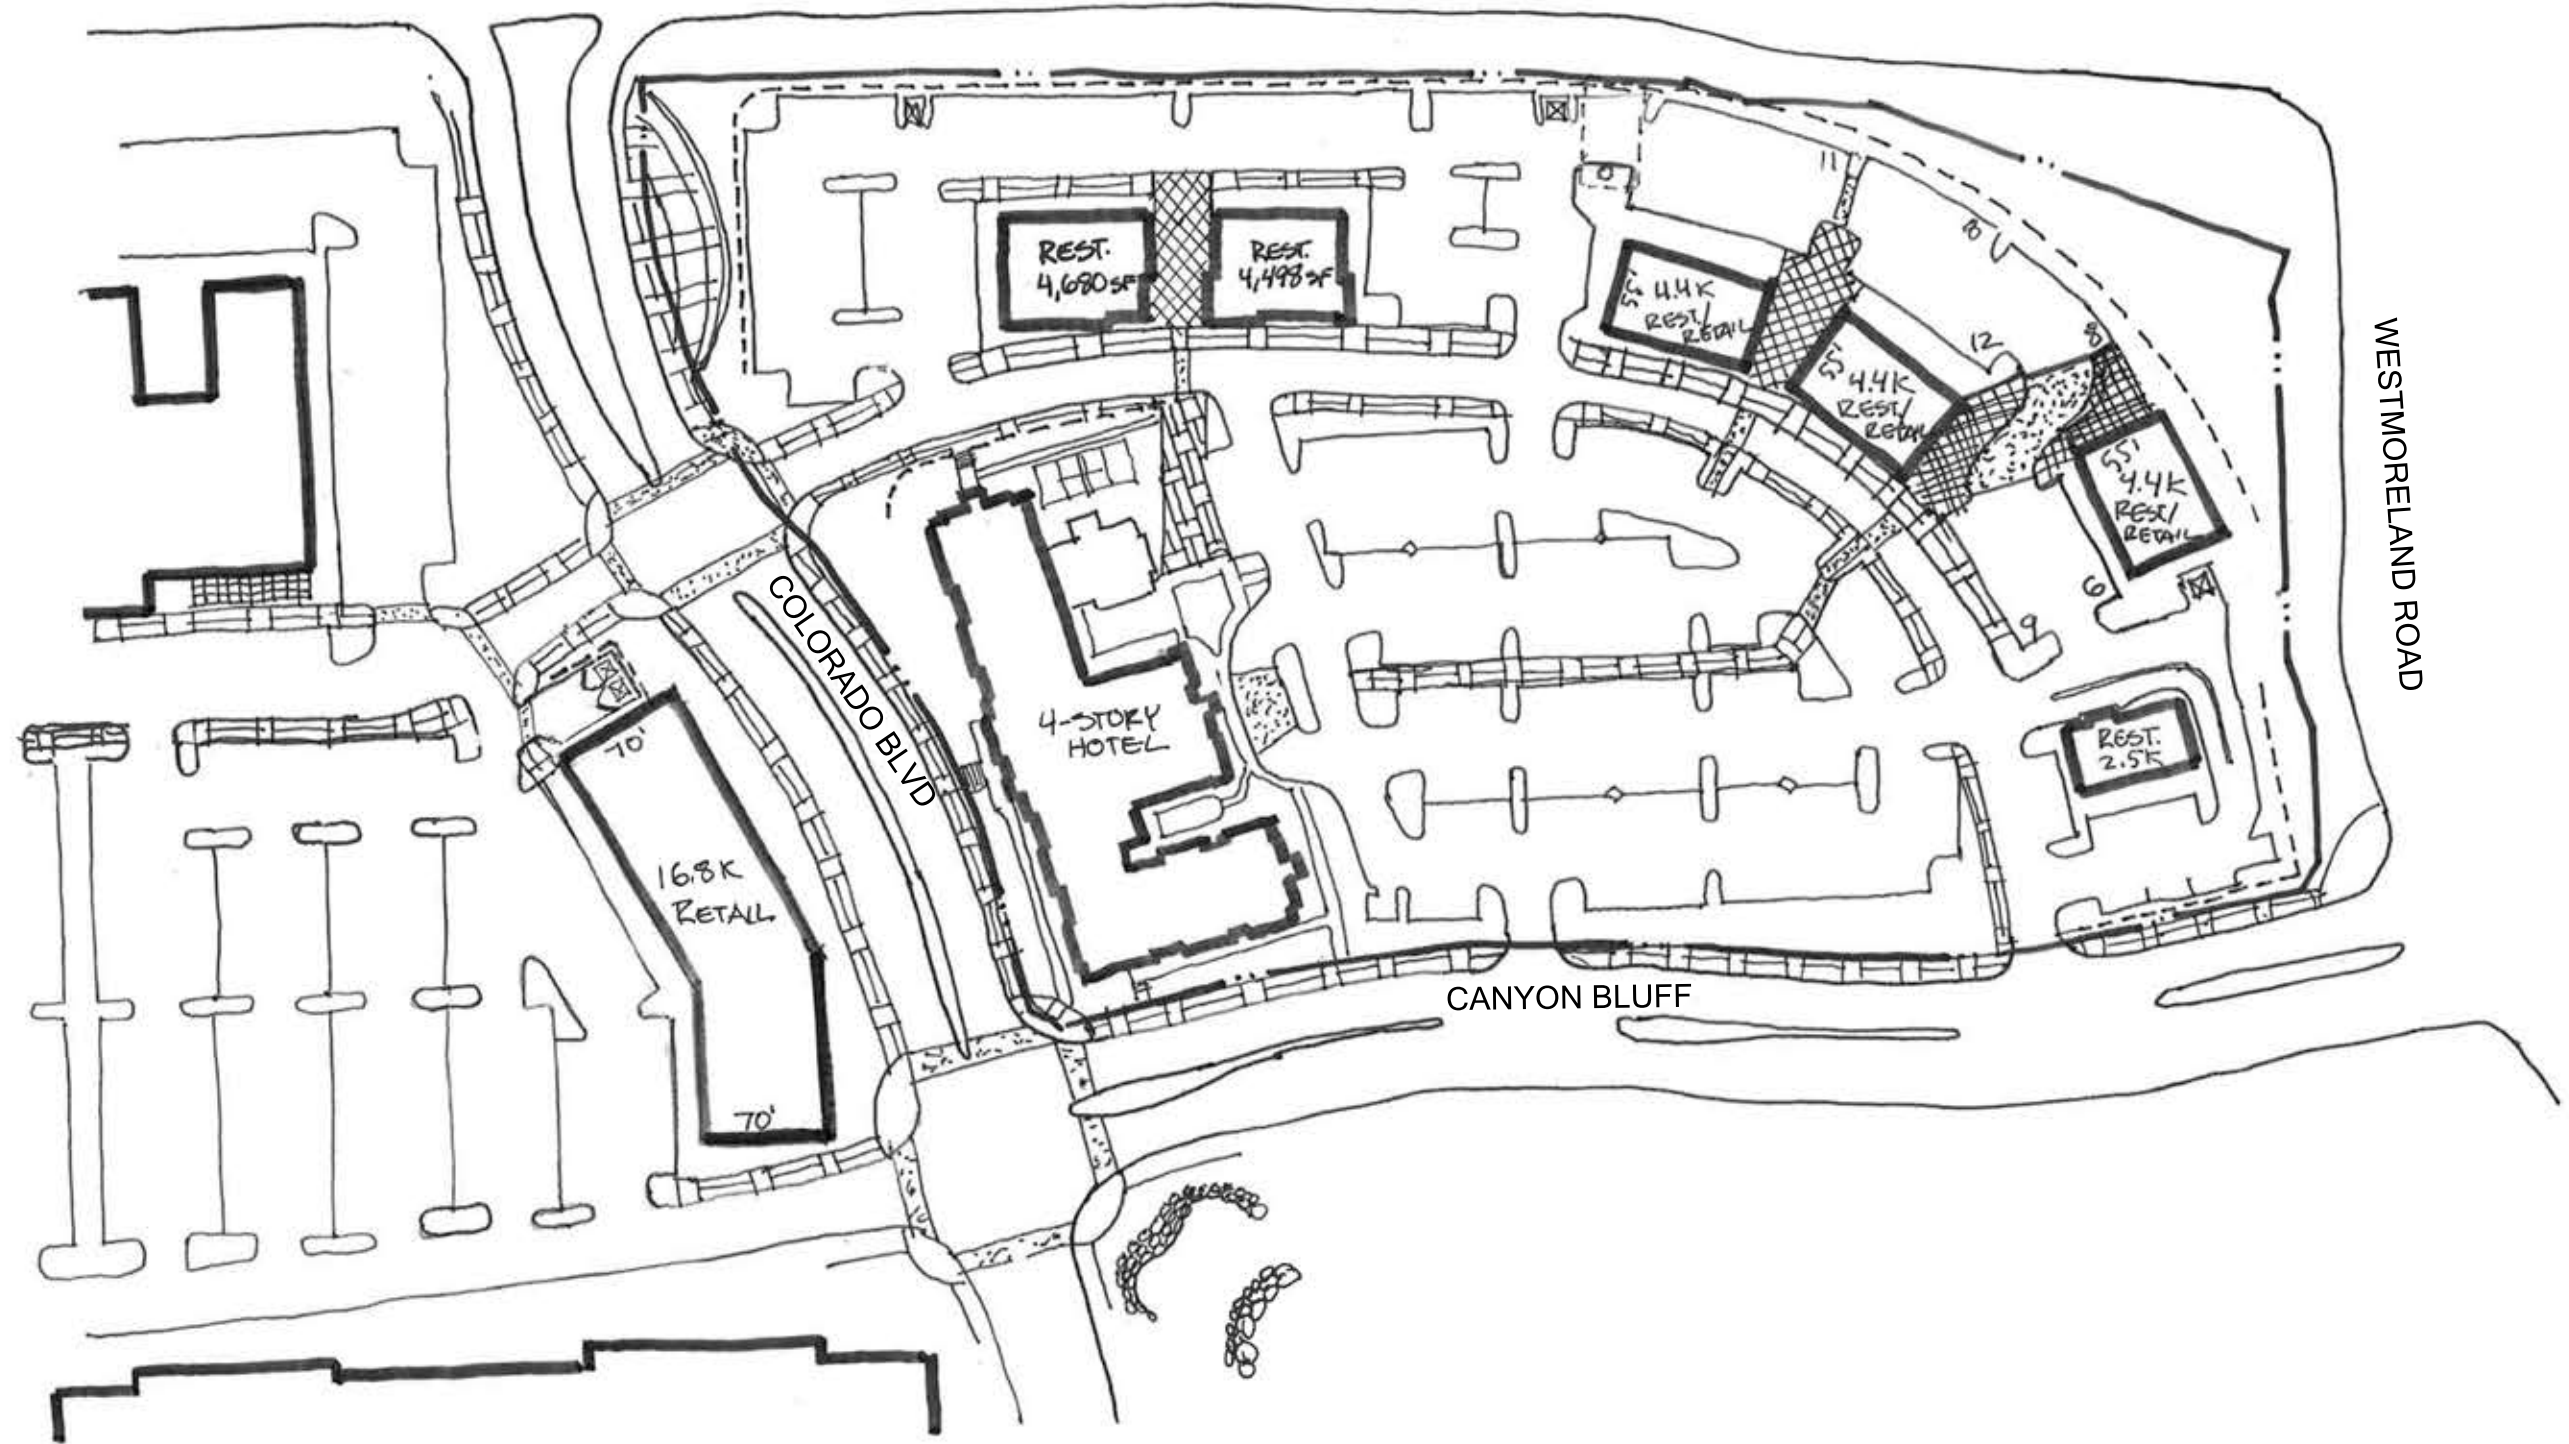 REST.
4,680 SF
REST.
4,498 SF
11
10
55'
4.4K
REST/
RETAIL
12
8
55'
4.4K
REST/
RETAIL
55'
4.4K
REST/
RETAIL
6
9
WESTMORELAND ROAD
COLORADO BLVD
4-STORY
HOTEL
REST.
2.5K
70'
16.8K
RETAIL
70'
CANYON BLUFF